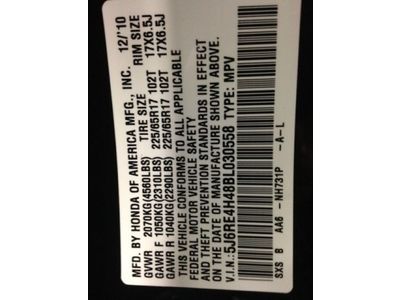 MFD. BY HONDA OF AMERICA MFG., INC. 12/'10
GVWR 2070KG(4560LBS) TIRE SIZE RIM SIZE
GAWR F 1050KG(2310LBS) 225/65R17 102T 17X6.5J
GAWR R 1040KG(2290LBS) 225/65R17 102T 17X6.5J
THIS VEHICLE CONFORMS TO ALL APPLICABLE
FEDERAL MOTOR VEHICLE SAFETY
AND THEFT PREVENTION STANDARDS IN EFFECT
ON THE DATE OF MANUFACTURE SHOWN ABOVE.
V.I.N.:5J6RE4H48BL030558 TYPE: MPV
SXS B AA6 -NH731P -A-L